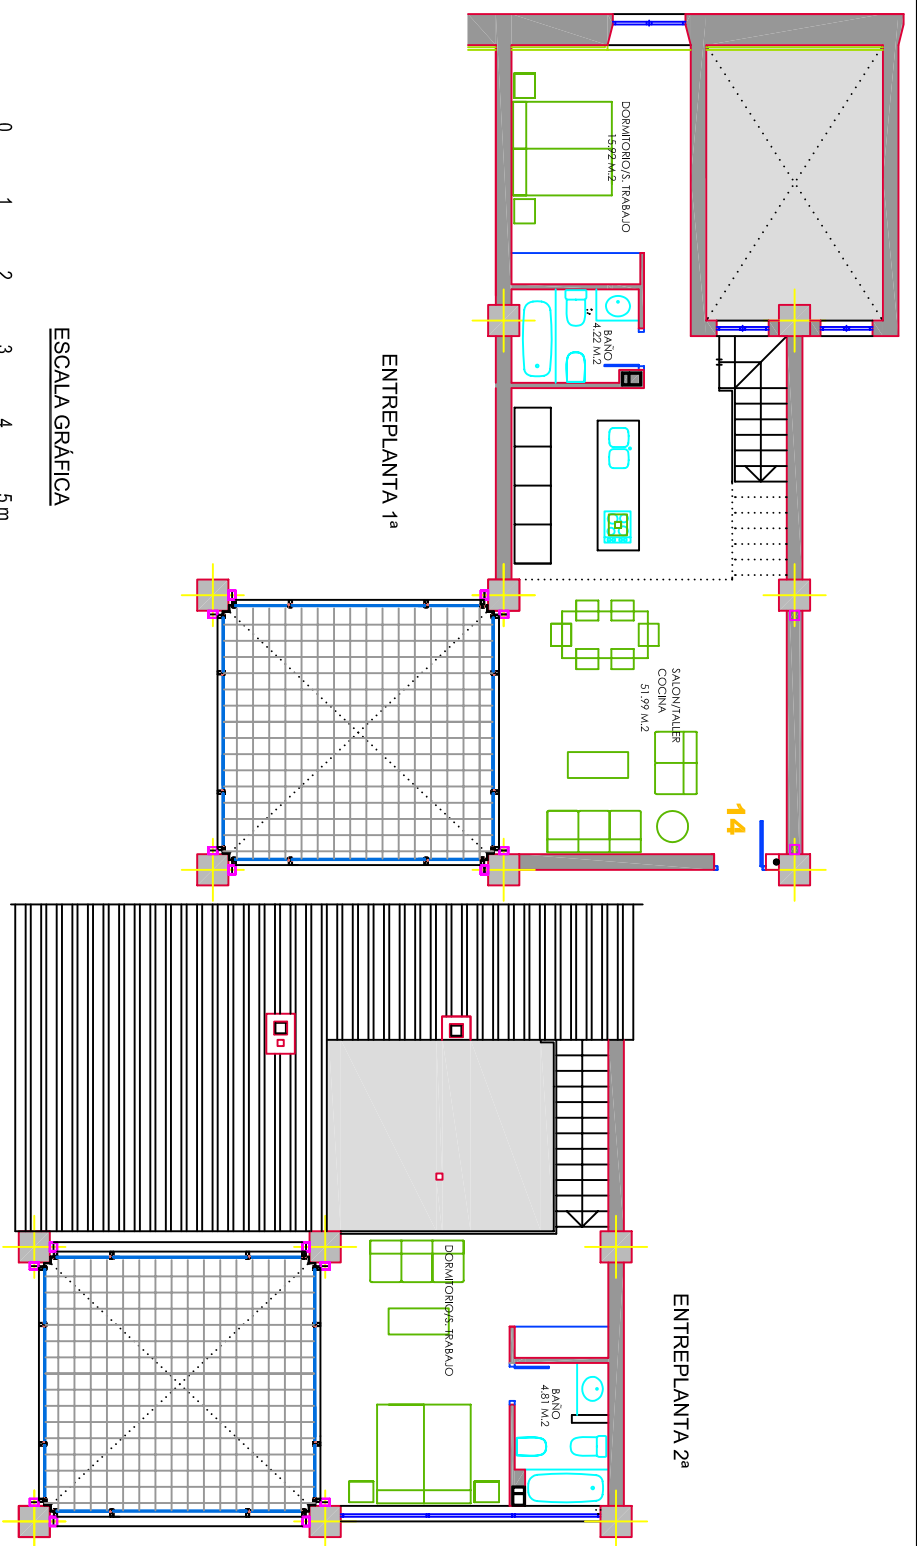 DORMITORIO/S. TRABAJO
15.92 M.2
BAÑO
4.22 M.2
ENTREPLANTA 1ª
SALON/TALLER
COCINA
51.99 M.2
14
ESCALA GRÁFICA
0 1 2 3 4 5 m
ENTREPLANTA 2ª
DORMITORIO/S. TRABAJO
BAÑO
4.81 M.2